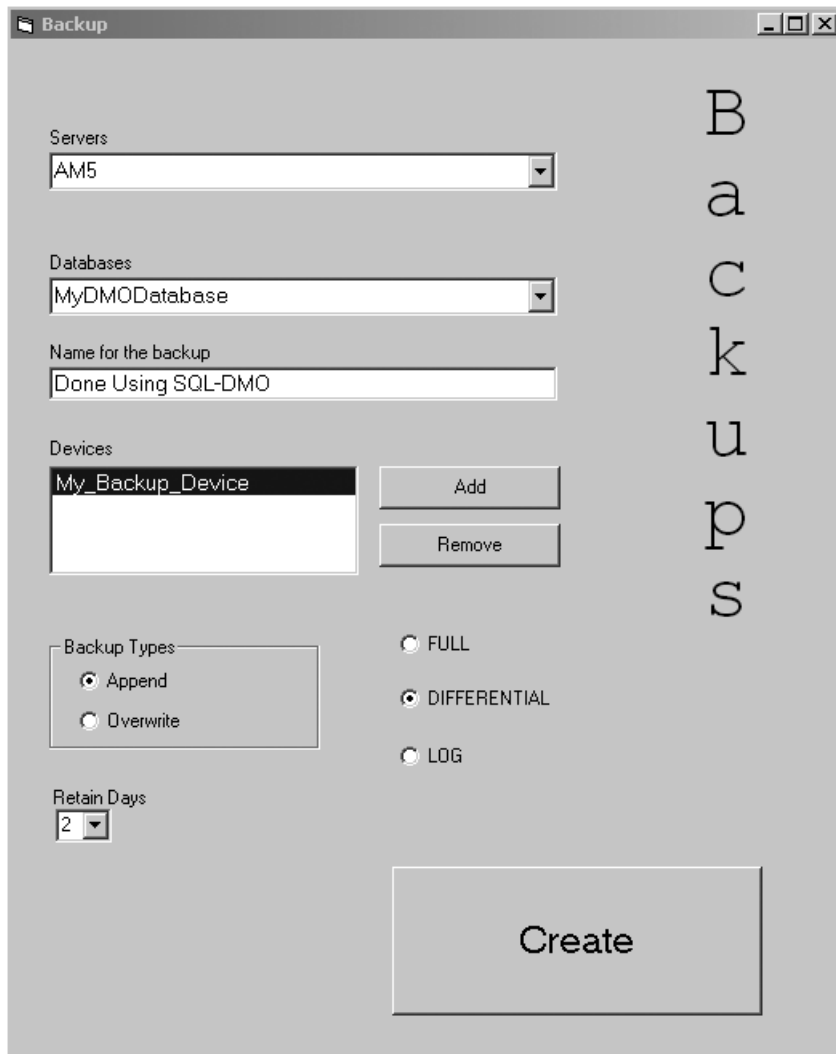 Backup
Servers
AM5
Databases
MyDMODatabase
Name for the backup
Done Using SQL-DMO
Devices
My_Backup_Device
Add
Remove
Backup Types
Append
Overwrite
FULL
DIFFERENTIAL
LOG
Retain Days
2
Create
Backups